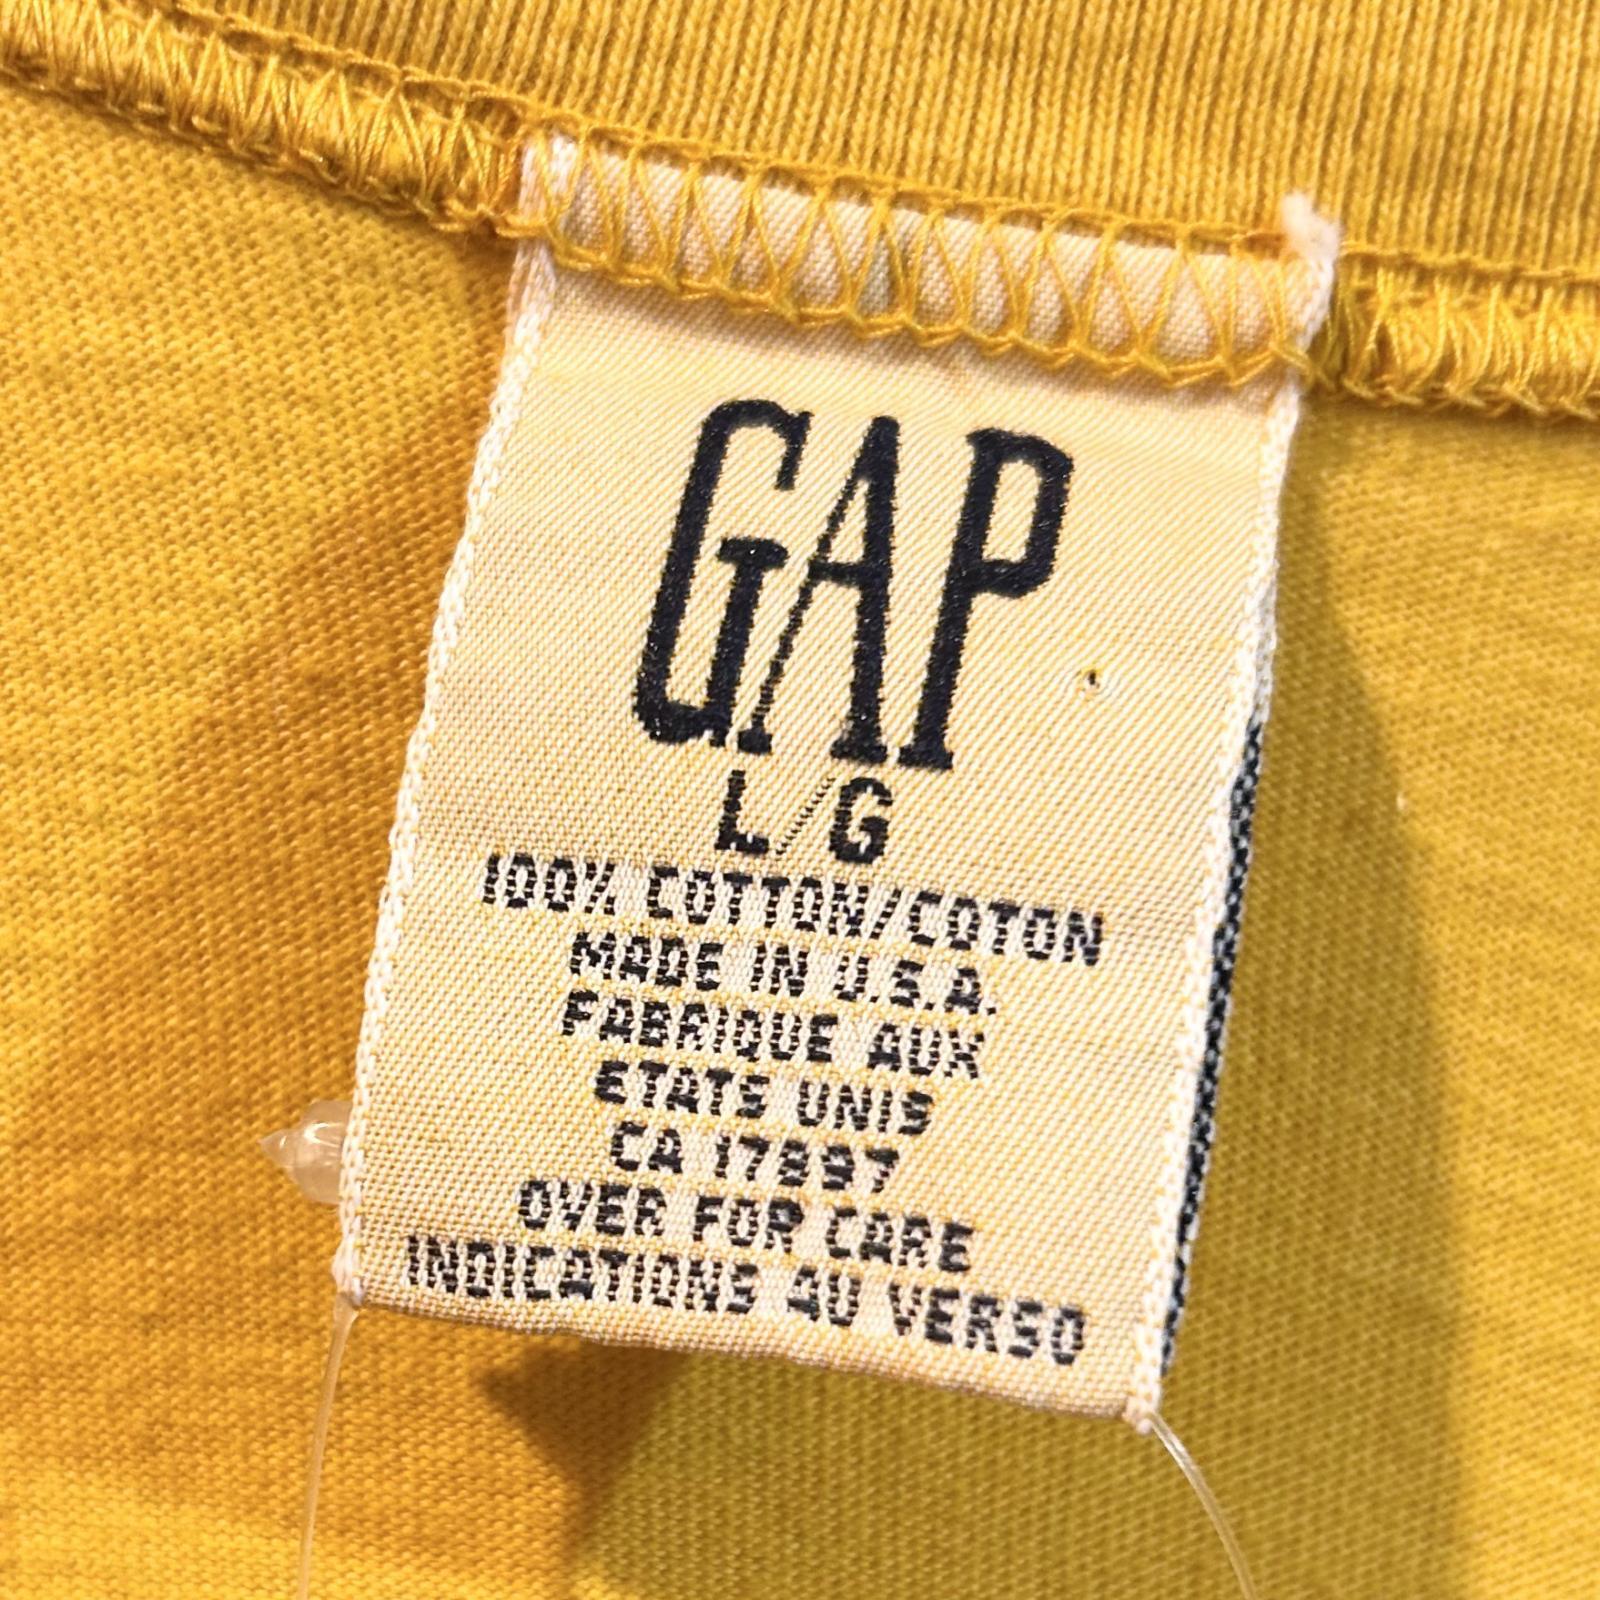 GAP
L/G
100% COTTON/COTON
MADE IN U.S.A.
FABRIQUE AUX
ETATS UNIS
CA 17897
OVER FOR CARE
INDICATIONS AU VERSO